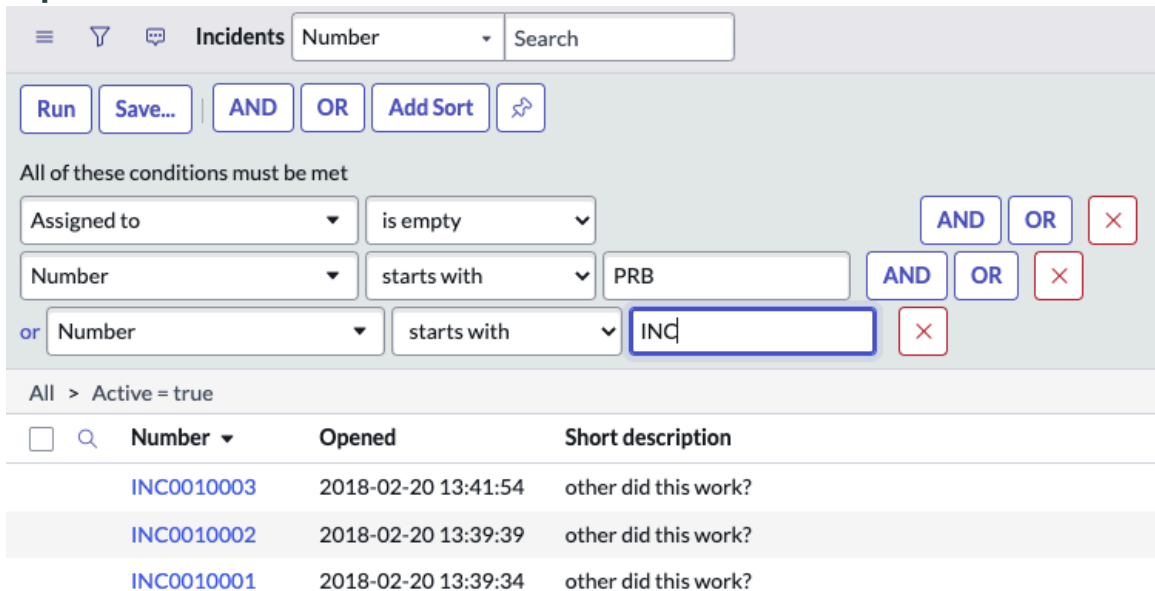 Incidents Number Search
Run Save... AND OR Add Sort
All of these conditions must be met
Assigned to is empty AND OR
Number starts with PRB AND OR
or Number starts with INC
All > Active = true
Number Opened Short description
INC0010003 2018-02-20 13:41:54 other did this work?
INC0010002 2018-02-20 13:39:39 other did this work?
INC0010001 2018-02-20 13:39:34 other did this work?